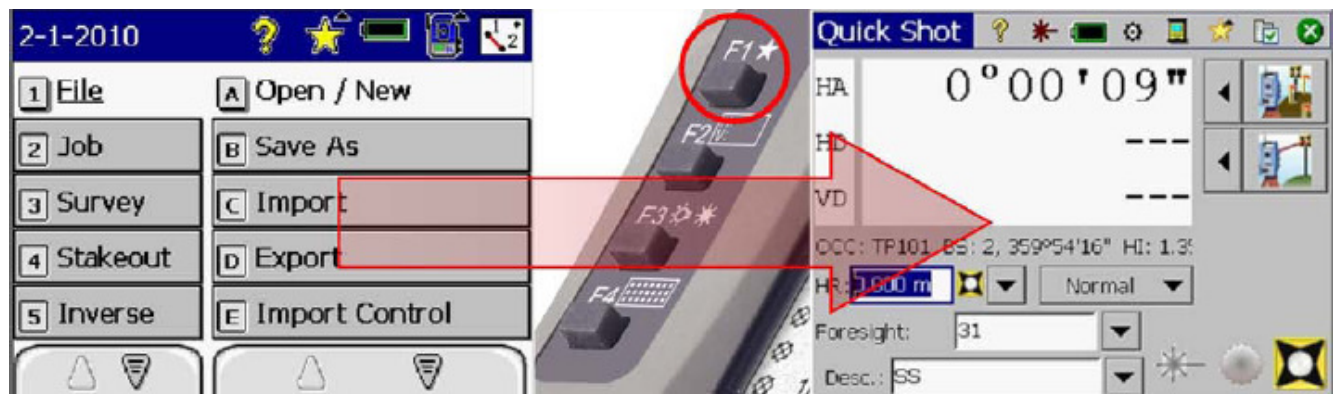 2-1-2010
1 File
2 Job
3 Survey
4 Stakeout
5 Inverse
A Open / New
B Save As
C Import
D Export
E Import Control
F1
F2
F3
F4
Quick Shot
HA 0°00'09"
HD ---
VD ---
OCC: TP101 BS: 2, 359°54'16" HI: 1.3
HR: Normal
Foresight: 31
Desc.: SS